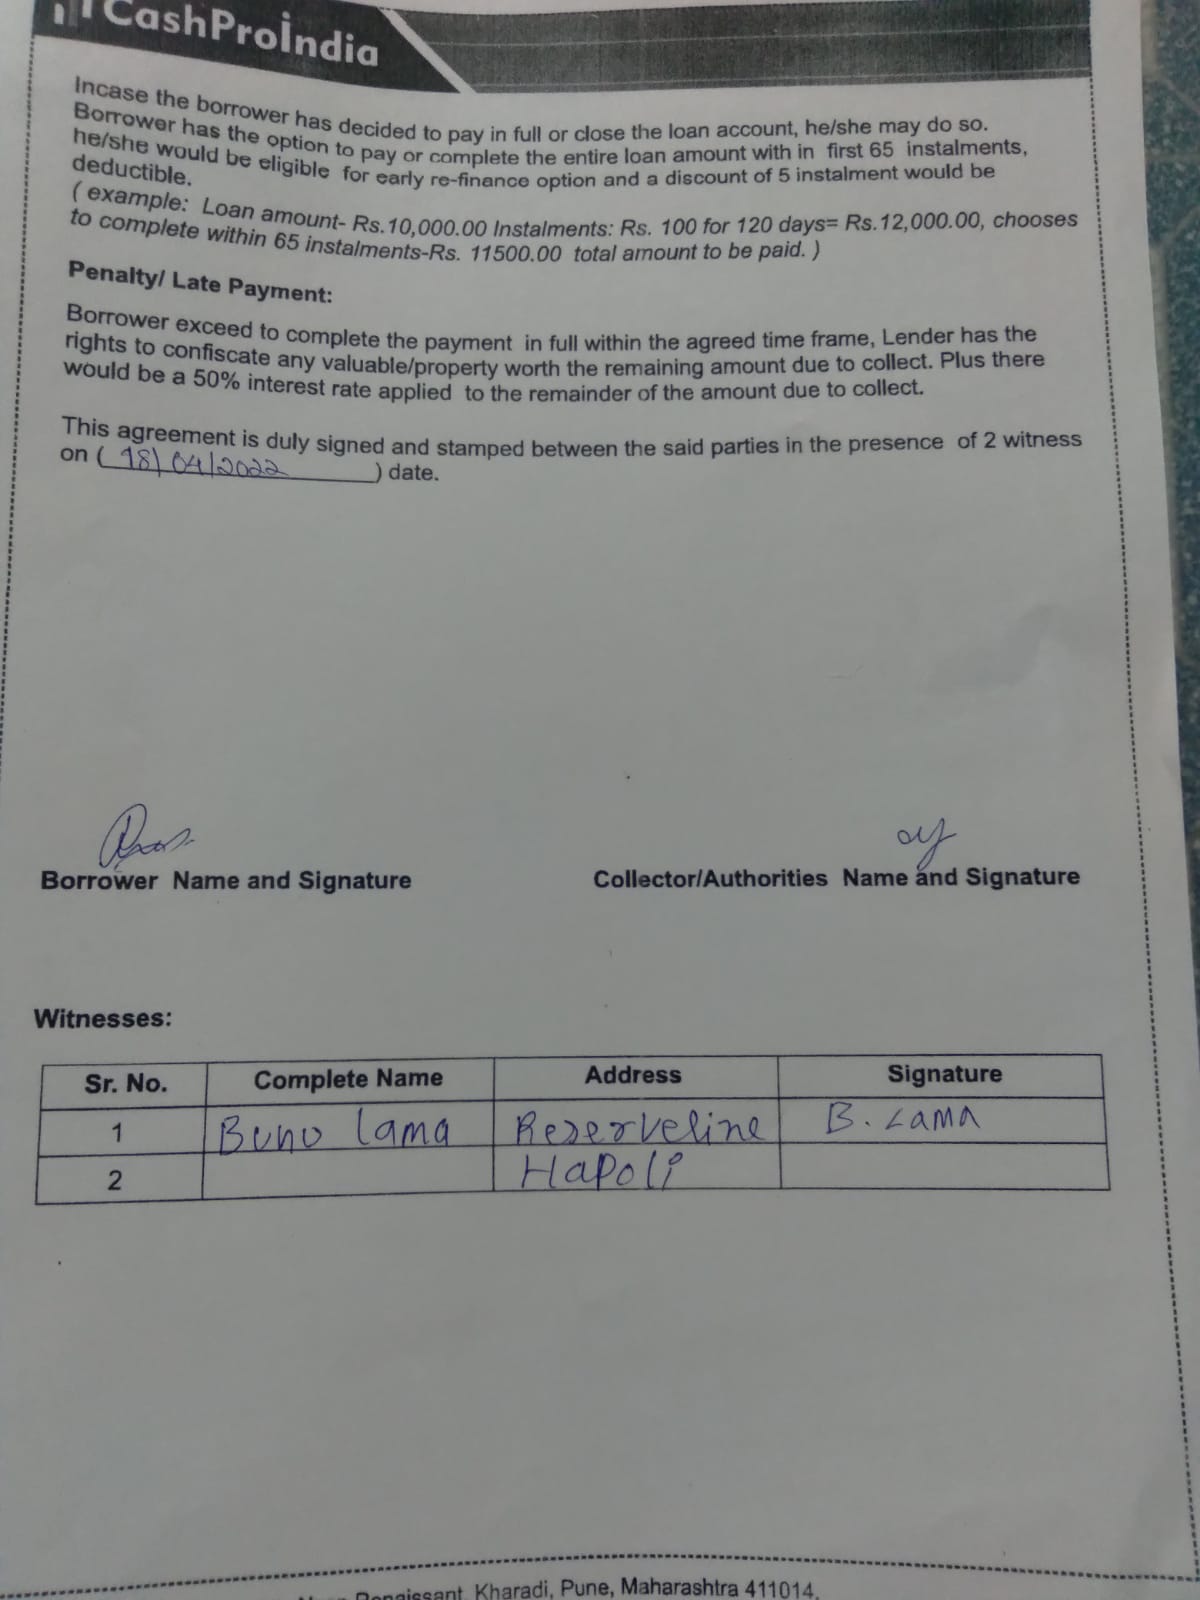 CashProindia
Incase the borrower has decided to pay in full or close the loan account, he/she may do so.
Borrower has the option to pay or complete the entire loan amount with in first 65 instalments,
he/she would be eligible for early re-finance option and a discount of 5 instalment would be
deductible.
( example: Loan amount- Rs.10,000.00 Instalments: Rs. 100 for 120 days= Rs.12,000.00, chooses
to complete within 65 instalments-Rs. 11500.00 total amount to be paid. )
Penalty/ Late Payment:
Borrower exceed to complete the payment in full within the agreed time frame, Lender has the
rights to confiscate any valuable/property worth the remaining amount due to collect. Plus there
would be a 50% interest rate applied to the remainder of the amount due to collect.
This agreement is duly signed and stamped between the said parties in the presence of 2 witness
on ( 18/04/2022 ) date.
Borrower Name and Signature Collector/Authorities Name and Signature
Witnesses:
Sr. No. Complete Name Address Signature
1 Buno lama Reserveline B. Lama
2 Hapoli
Kharadi, Pune, Maharashtra 411014.